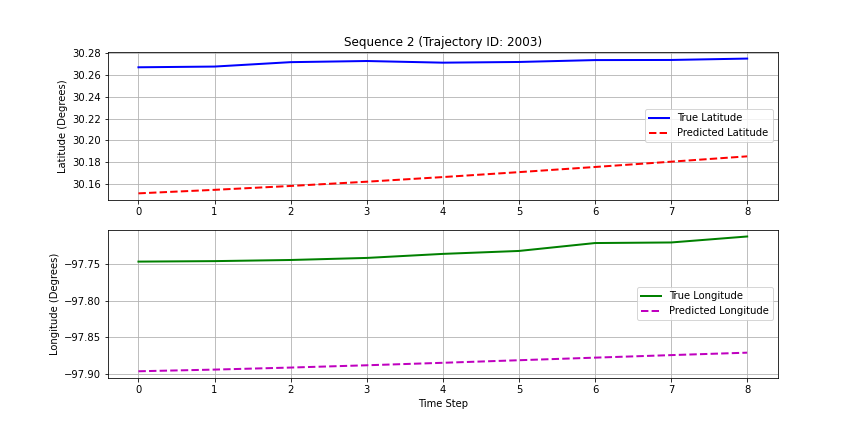 Sequence 2 (Trajectory ID: 2003)
Latitude (Degrees)
30.28
30.26
30.24
30.22
30.20
30.18
30.16
True Latitude
Predicted Latitude
0 1 2 3 4 5 6 7 8
Longitude (Degrees)
−97.75
−97.80
−97.85
−97.90
True Longitude
Predicted Longitude
0 1 2 3 4 5 6 7 8
Time Step